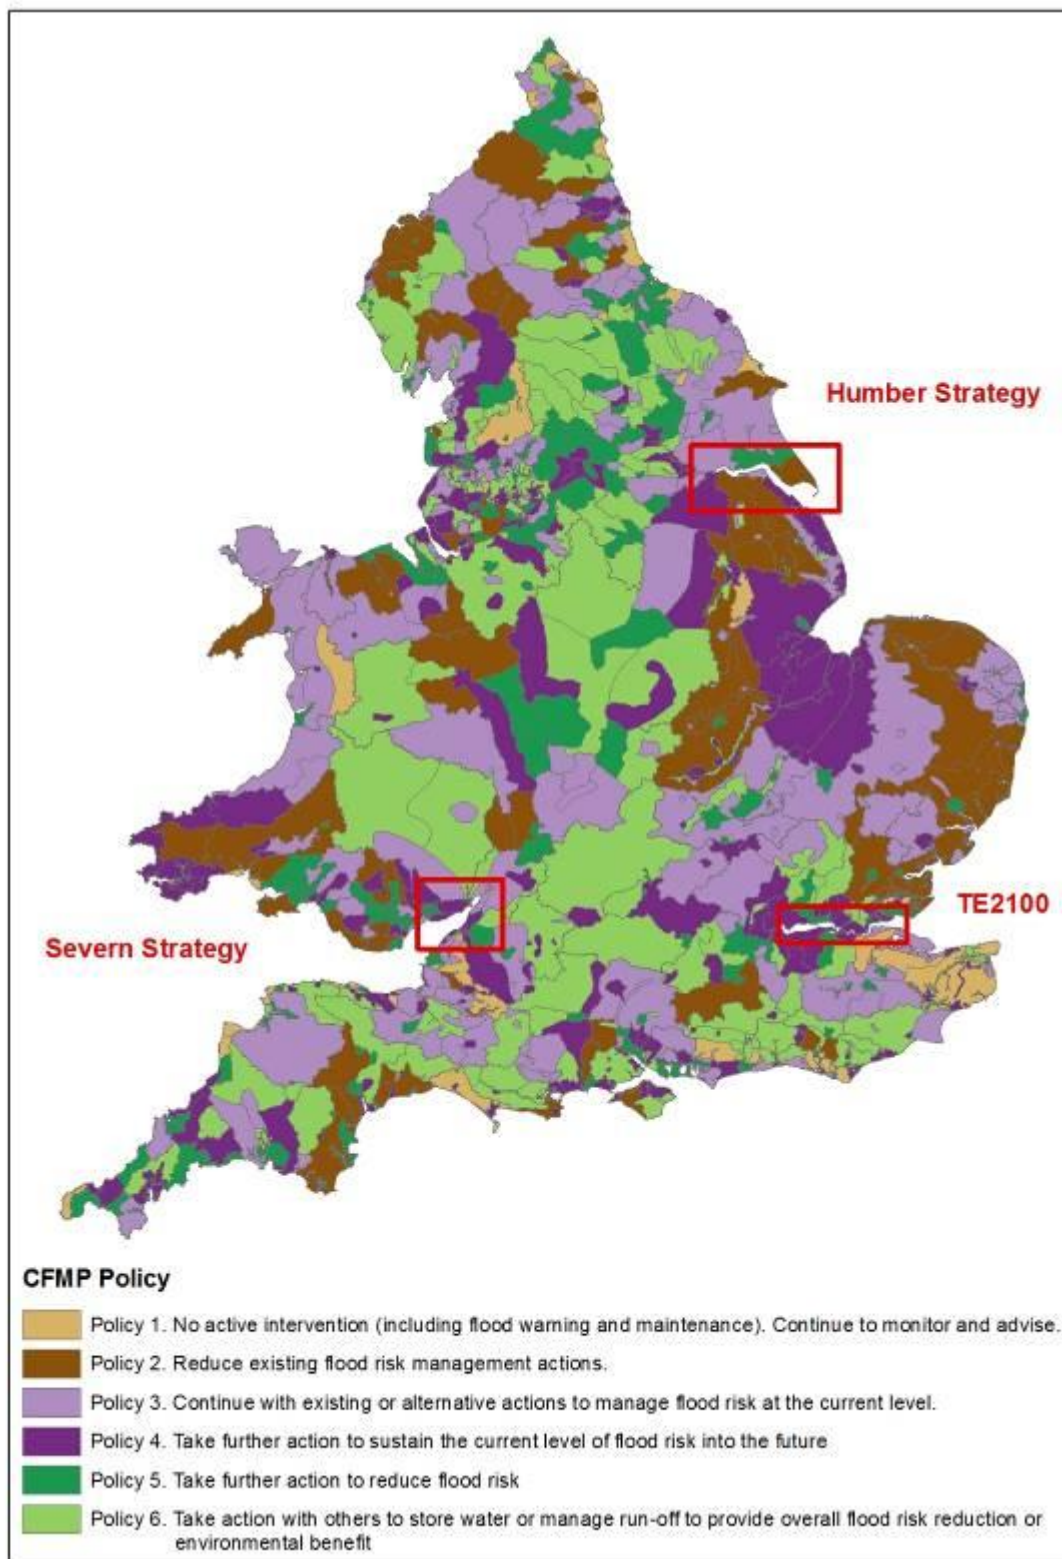 Humber Strategy
TE2100
Severn Strategy
CFMP Policy
Policy 1. No active intervention (including flood warning and maintenance). Continue to monitor and advise.
Policy 2. Reduce existing flood risk management actions.
Policy 3. Continue with existing or alternative actions to manage flood risk at the current level.
Policy 4. Take further action to sustain the current level of flood risk into the future
Policy 5. Take further action to reduce flood risk
Policy 6. Take action with others to store water or manage run-off to provide overall flood risk reduction or
environmental benefit